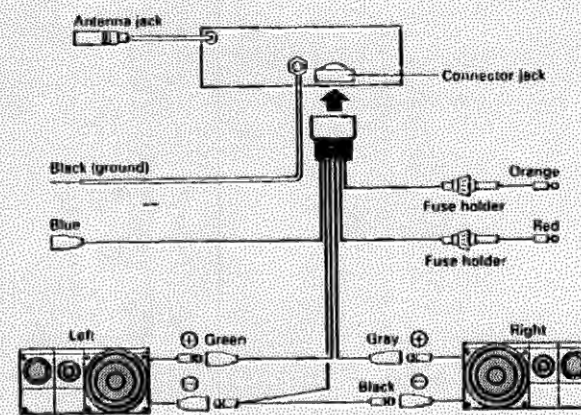 Antenna jack
Connector jack
Black (ground)
Orange
Fuse holder
Blue
Red
Fuse holder
Left
⊕ Green
Gray ⊕
Right
⊖
Black ⊖